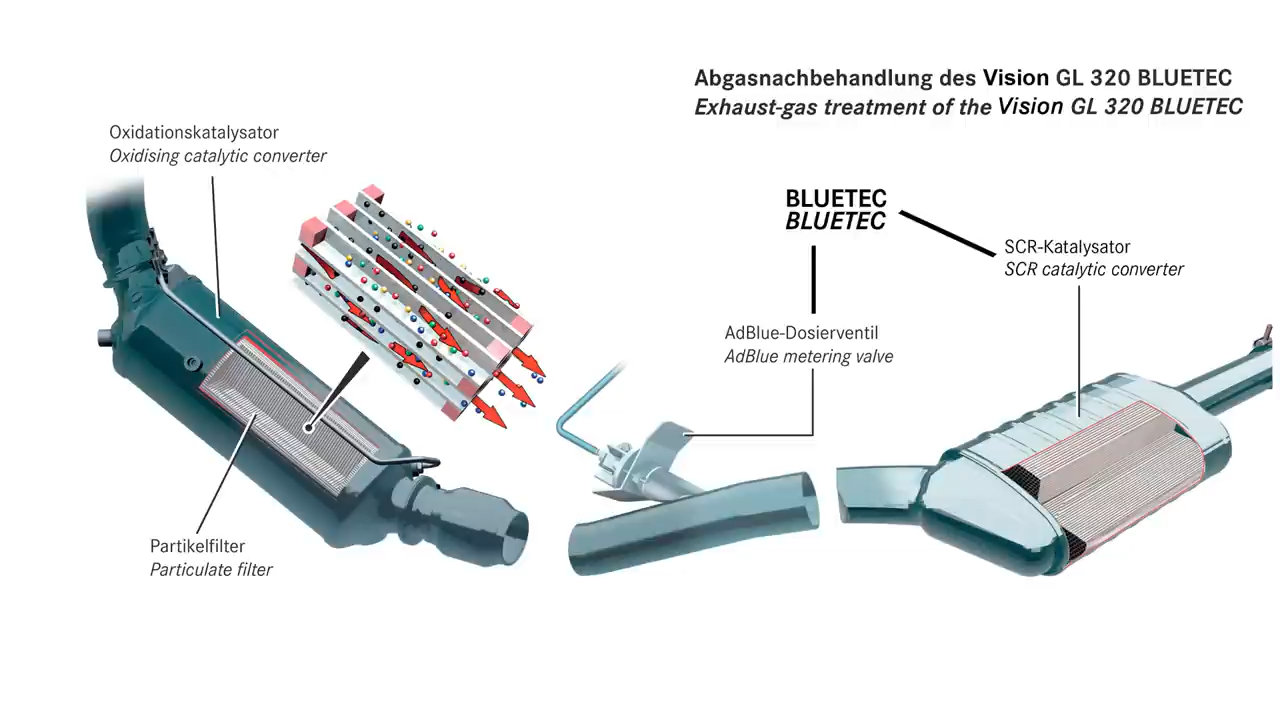 Abgasnachbehandlung des Vision GL 320 BLUETEC
Exhaust-gas treatment of the Vision GL 320 BLUETEC
Oxidationskatalysator
Oxidising catalytic converter
BLUETEC
BLUETEC
SCR-Katalysator
SCR catalytic converter
AdBlue-Dosierventil
AdBlue metering valve
Partikelfilter
Particulate filter